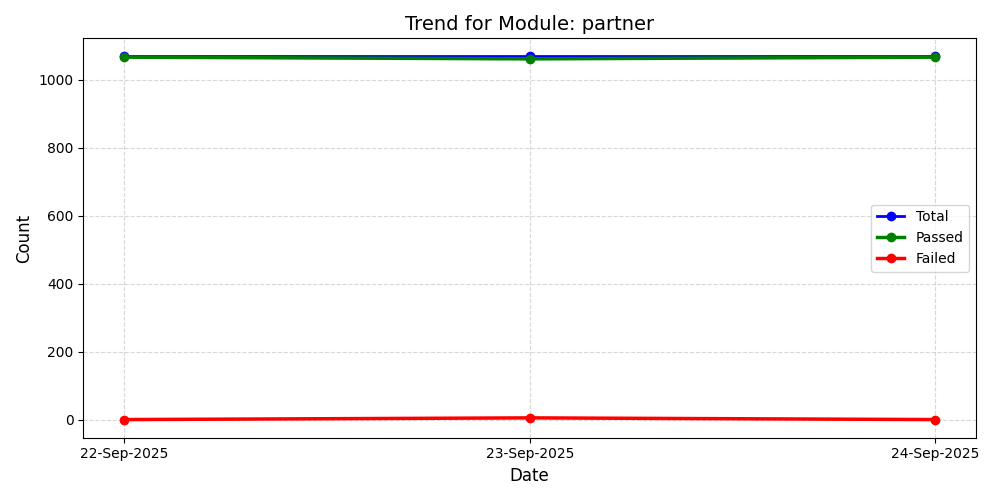 Trend for Module: partner
Count
1000
800
600
400
200
0
Total
Passed
Failed
22-Sep-2025
23-Sep-2025
24-Sep-2025
Date